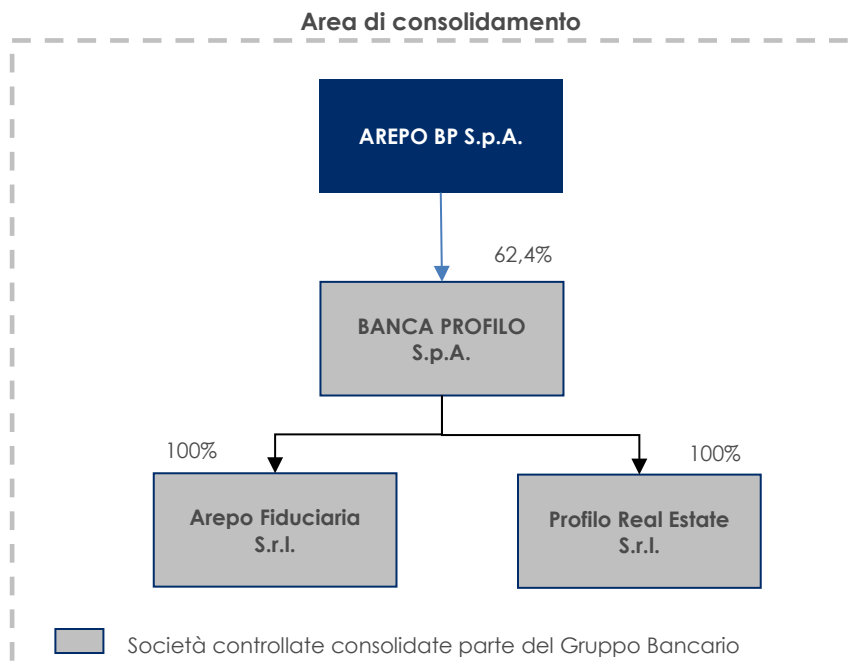 Area di consolidamento
AREPO BP S.p.A.
62,4%
BANCA PROFILO
S.p.A.
100%
100%
Arepo Fiduciaria
S.r.l.
Profilo Real Estate
S.r.l.
Società controllate consolidate parte del Gruppo Bancario